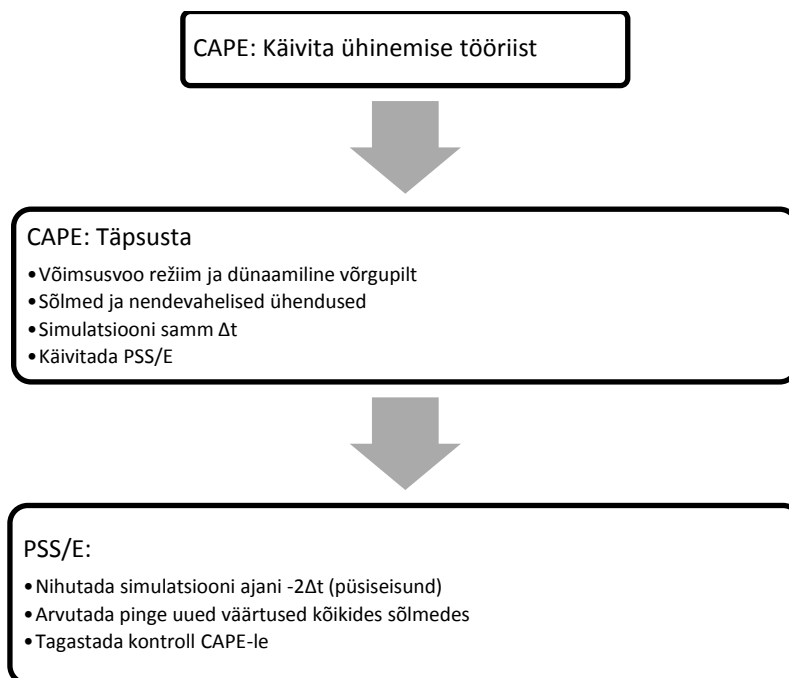 CAPE: Käivita ühinemise tööriist
CAPE: Täpsusta
•Võimsusvoo režiim ja dünaamiline võrgupilt
•Sõlmed ja nendevahelised ühendused
•Simulatsiooni samm Δt
•Käivitada PSS/E
PSS/E:
•Nihutada simulatsiooni ajani -2Δt (püsiseisund)
•Arvutada pinge uued väärtused kõikides sõlmedes
•Tagastada kontroll CAPE-le